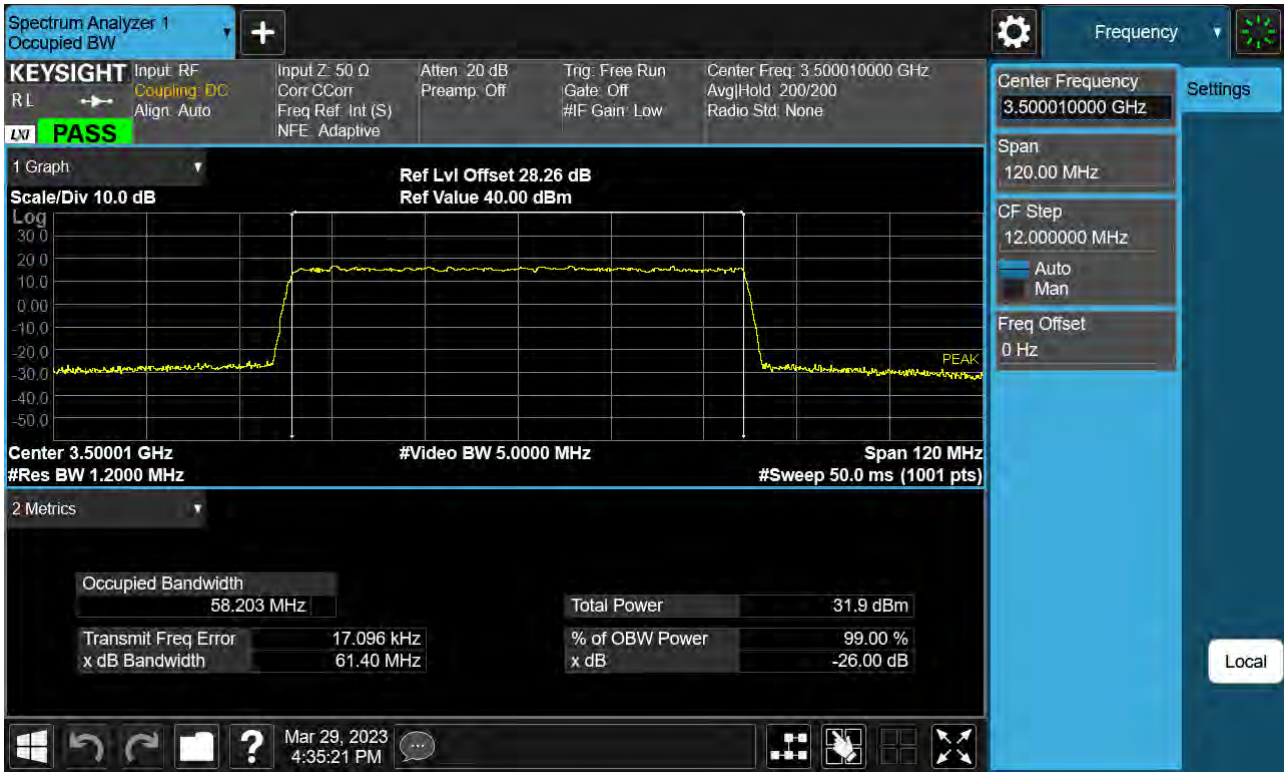 Spectrum Analyzer 1
Occupied BW
+
Frequency
KEYSIGHT
RL
LXI
PASS
Input: RF
Coupling: DC
Align: Auto
Input Z: 50 Ω
Corr CCorr
Freq Ref: Int (S)
NFE: Adaptive
Atten: 20 dB
Preamp: Off
Trig: Free Run
Gate: Off
#IF Gain: Low
Center Freq: 3.500010000 GHz
Avg|Hold: 200/200
Radio Std: None
Center Frequency
3.500010000 GHz
Settings
Span
120.00 MHz
CF Step
12.000000 MHz
Auto
Man
Freq Offset
0 Hz
1 Graph
Scale/Div 10.0 dB
Ref Lvl Offset 28.26 dB
Ref Value 40.00 dBm
Log
30.0
20.0
10.0
0.00
-10.0
-20.0
-30.0
-40.0
-50.0
PEAK
Center 3.50001 GHz
#Video BW 5.0000 MHz
Span 120 MHz
#Res BW 1.2000 MHz
#Sweep 50.0 ms (1001 pts)
2 Metrics
Occupied Bandwidth
58.203 MHz
Total Power 31.9 dBm
Transmit Freq Error 17.096 kHz
% of OBW Power 99.00 %
x dB Bandwidth 61.40 MHz
x dB -26.00 dB
Local
?
Mar 29, 2023
4:35:21 PM